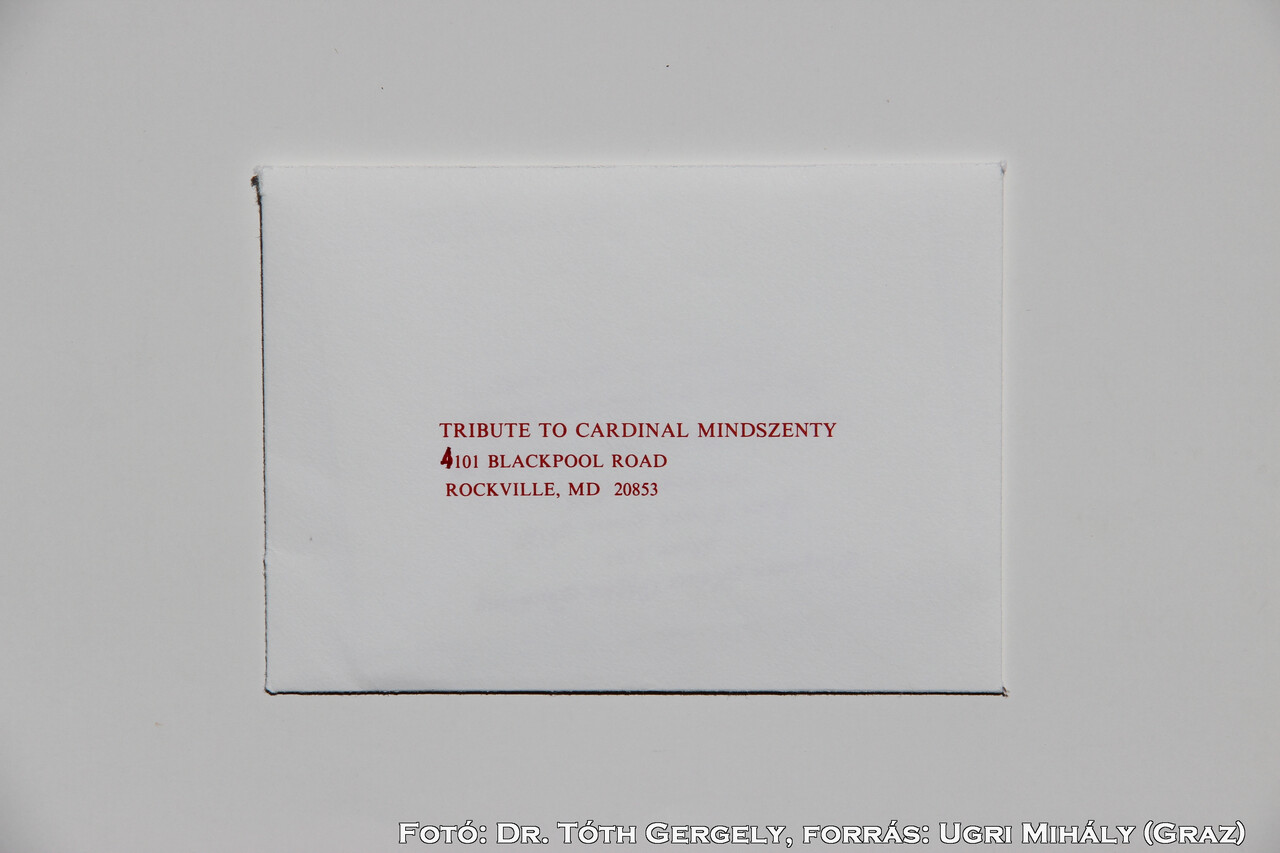 TRIBUTE TO CARDINAL MINDSZENTY
4101 BLACKPOOL ROAD
ROCKVILLE, MD 20853
Fotó: Dr. Tóth Gergely, forrás: Ugri Mihály (Graz)